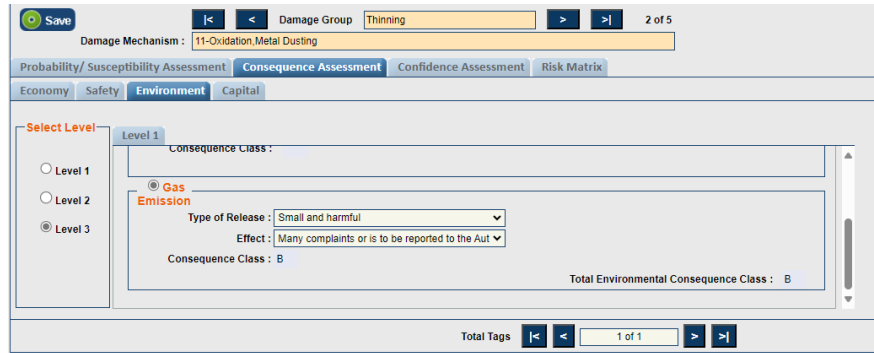 Save |< < Damage Group Thinning > >| 2 of 5
Damage Mechanism : 11-Oxidation,Metal Dusting
Probability/ Susceptibility Assessment Consequence Assessment Confidence Assessment Risk Matrix
Economy Safety Environment Capital
Select Level
Level 1
Consequence Class :
Level 1
Level 2
Level 3
Gas
Emission
Type of Release : Small and harmful
Effect : Many complaints or is to be reported to the Aut
Consequence Class : B
Total Environmental Consequence Class : B
Total Tags |< < 1 of 1 > >|